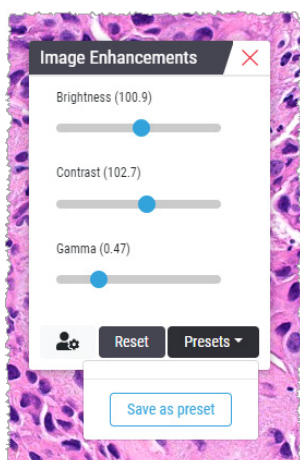 Image Enhancements
Brightness (100.9)
Contrast (102.7)
Gamma (0.47)
Reset
Presets
Save as preset